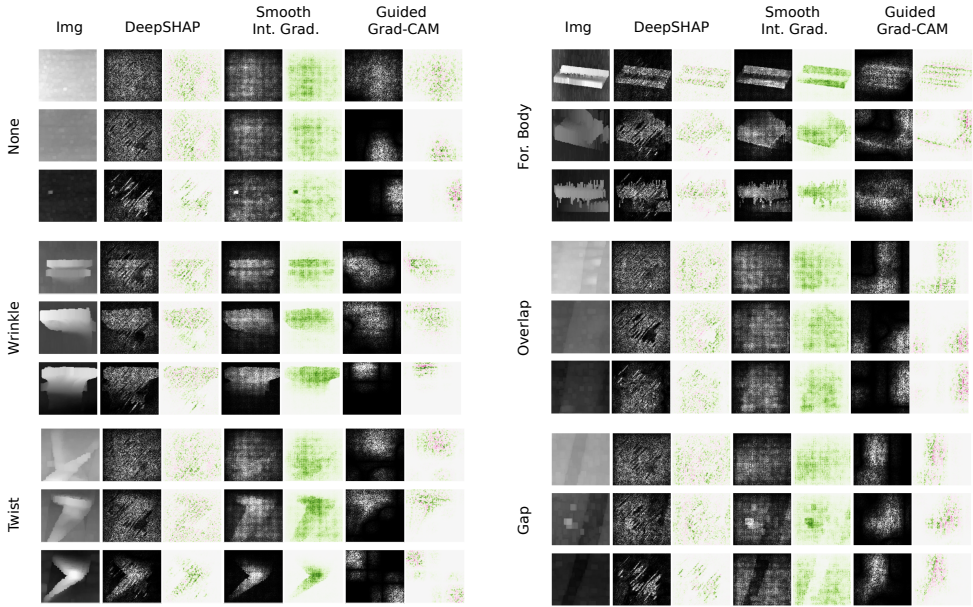 Img
DeepSHAP
Smooth
Int. Grad.
Guided
Grad-CAM
None
Wrinkle
Twist
Img
DeepSHAP
Smooth
Int. Grad.
Guided
Grad-CAM
For. Body
Overlap
Gap